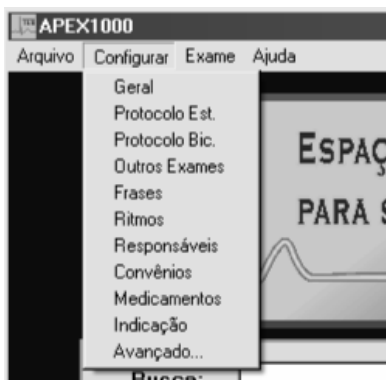 APEX1000
Arquivo Configurar Exame Ajuda
Geral
Protocolo Est.
Protocolo Bic.
Outros Exames
Frases
Ritmos
Responsáveis
Convênios
Medicamentos
Indicação
Avançado...
ESPAÇ
PARA S
Busca: